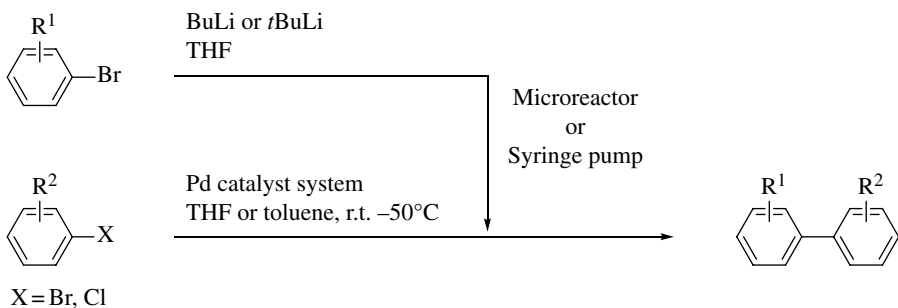 R¹
Br
BuLi or tBuLi
THF
Microreactor
or
Syringe pump
R²
X
Pd catalyst system
THF or toluene, r.t. –50°C
R¹
R²
X = Br, Cl